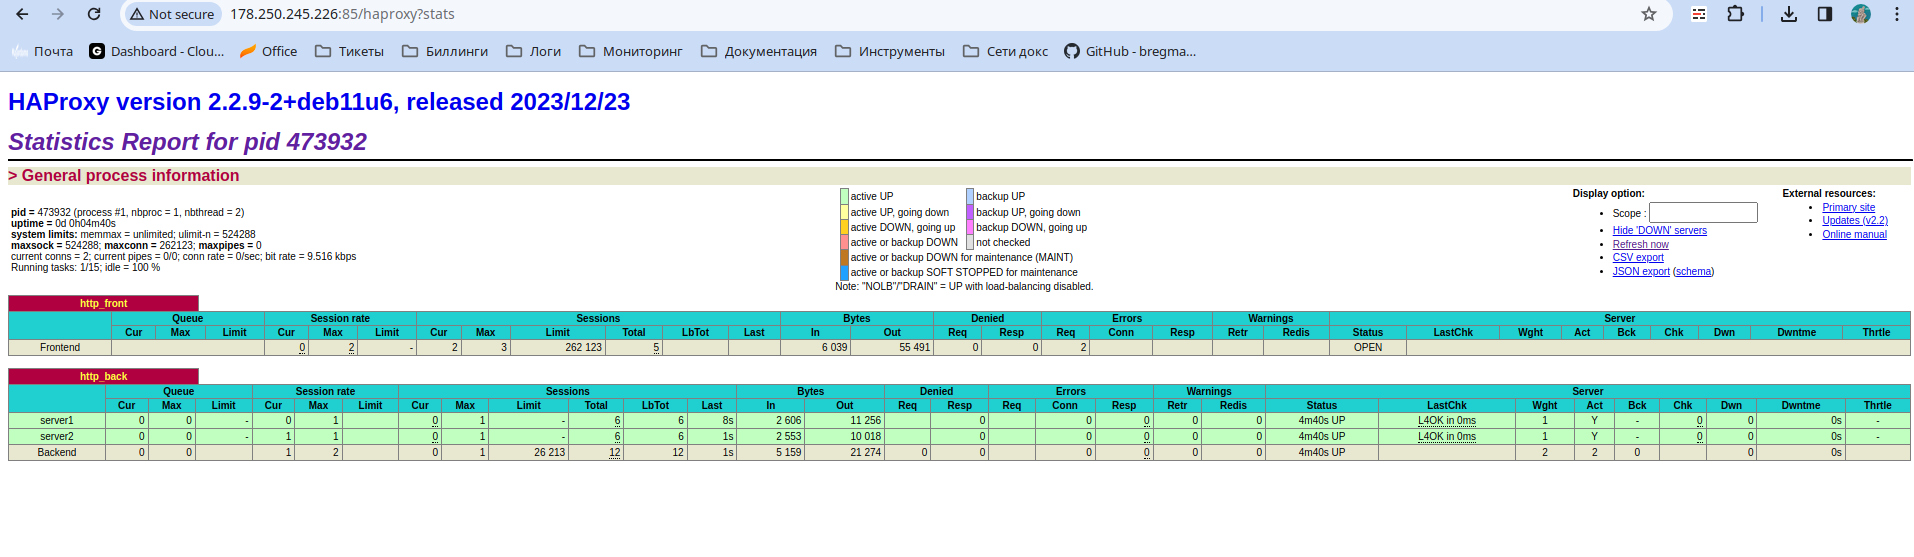 Not secure 178.250.245.226:85/haproxy?stats
Почта Dashboard - Clou... Office Тикеты Биллинги Логи Мониторинг Документация Инструменты Сети докс GitHub - bregma...
HAProxy version 2.2.9-2+deb11u6, released 2023/12/23
Statistics Report for pid 473932
> General process information
pid = 473932 (process #1, nbproc = 1, nbthread = 2)
uptime = 0d 0h04m40s
system limits: memmax = unlimited; ulimit-n = 524288
maxsock = 524288; maxconn = 262123; maxpipes = 0
current conns = 2; current pipes = 0/0; conn rate = 0/sec; bit rate = 9.516 kbps
Running tasks: 1/15; idle = 100 %
active UP backup UP
active UP, going down backup UP, going down
active DOWN, going up backup DOWN, going up
active or backup DOWN not checked
active or backup DOWN for maintenance (MAINT)
active or backup SOFT STOPPED for maintenance
Note: "NOLB"/"DRAIN" = UP with load-balancing disabled.
Display option:
• Scope :
• Hide 'DOWN' servers
• Refresh now
• CSV export
• JSON export (schema)
External resources:
• Primary site
• Updates (v2.2)
• Online manual
http_front
Queue Session rate Sessions Bytes Denied Errors Warnings Server
Cur Max Limit Cur Max Limit Cur Max Limit Total LbTot Last In Out Req Resp Req Conn Resp Retr Redis Status LastChk Wght Act Bck Chk Dwn Dwntme Thrtle
Frontend 0 2 - 2 3 262 123 5 6 039 55 491 0 0 2 OPEN
http_back
Queue Session rate Sessions Bytes Denied Errors Warnings Server
Cur Max Limit Cur Max Limit Cur Max Limit Total LbTot Last In Out Req Resp Req Conn Resp Retr Redis Status LastChk Wght Act Bck Chk Dwn Dwntme Thrtle
server1 0 0 - 0 1 0 1 - 6 6 8s 2 606 11 256 0 0 0 0 0 4m40s UP L4OK in 0ms 1 Y - 0 0 0s -
server2 0 0 - 1 1 0 1 - 6 6 1s 2 553 10 018 0 0 0 0 0 4m40s UP L4OK in 0ms 1 Y - 0 0 0s -
Backend 0 0 1 2 0 1 26 213 12 12 1s 5 159 21 274 0 0 0 0 0 0 4m40s UP 2 2 0 0 0s